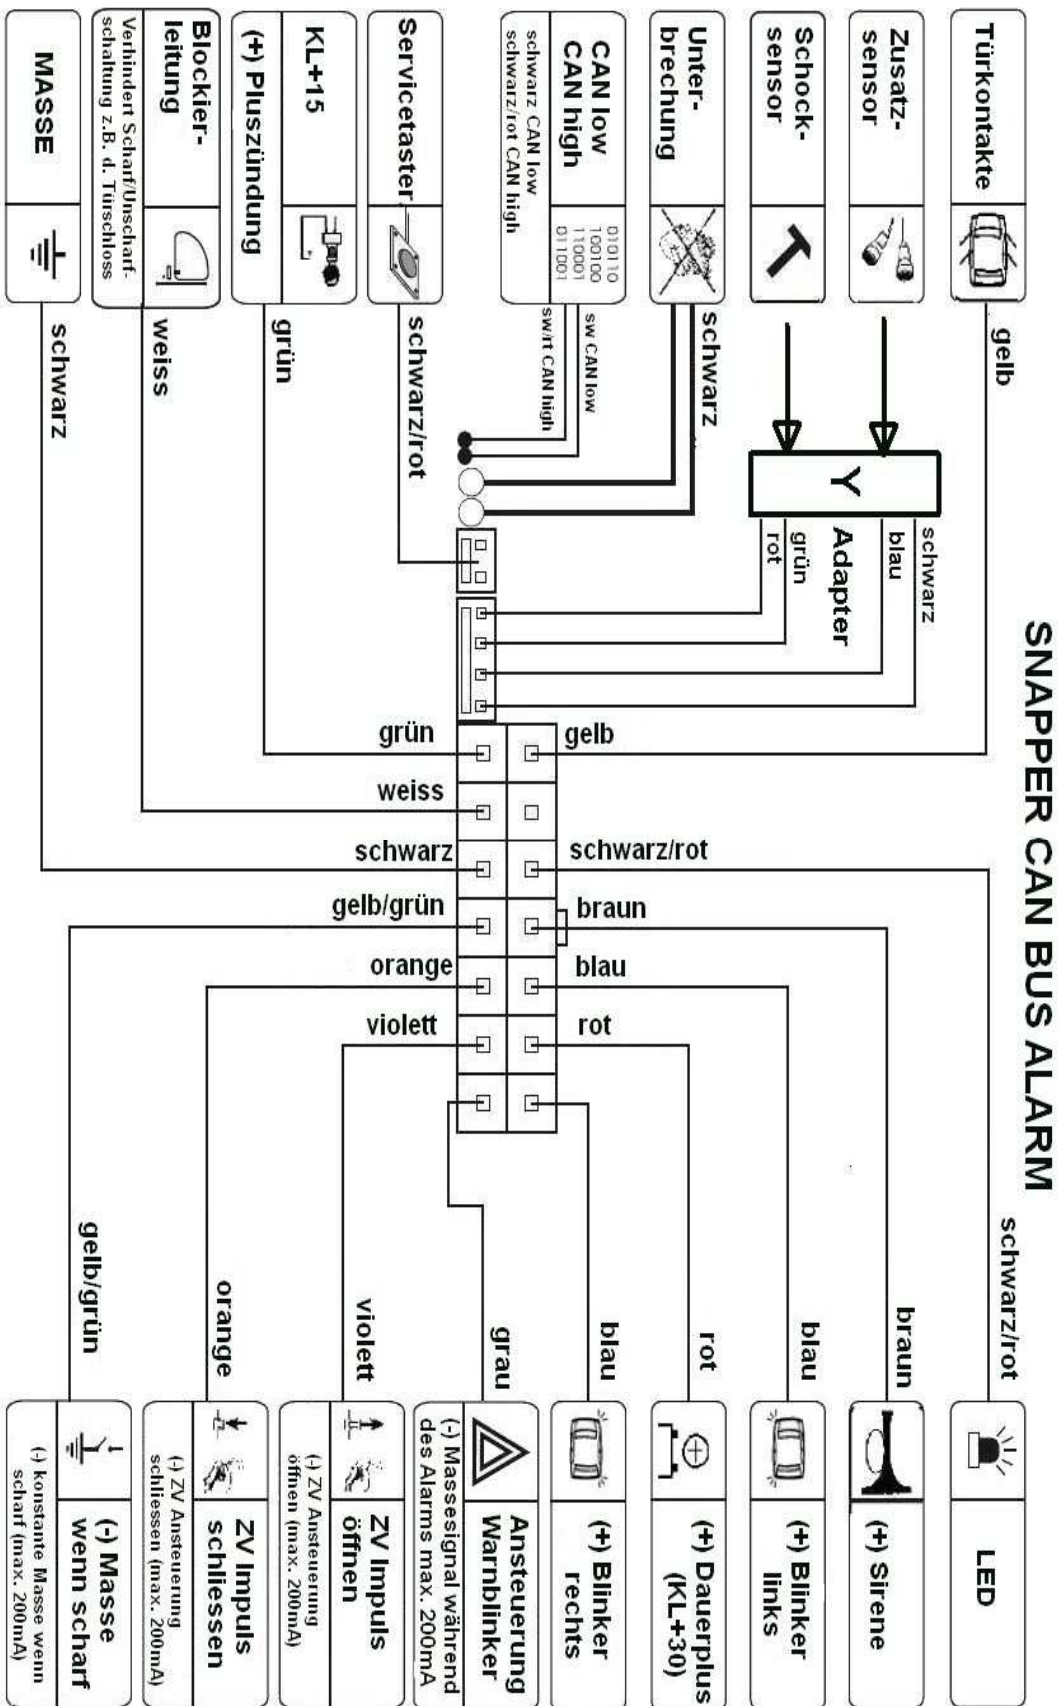 SNAPPER CAN BUS ALARM
Türkontakte
gelb
Zusatz-
sensor
Schock-
sensor
Y
Adapter
schwarz
blau
grün
rot
Unter-
brechung
schwarz
CAN low
CAN high
schwarz CAN low
schwarz/rot CAN high
010110
100100
110001
011001
sw CAN low
sw/rt CAN high
Servicetaster
schwarz/rot
KL+15
(+) Pluszündung
grün
Blockier-
leitung
Verhindert Scharf/Unscharf-
schaltung z.B. d. Türschloss
weiss
MASSE
schwarz
grün
weiss
schwarz
gelb/grün
orange
violett
gelb
schwarz/rot
braun
blau
rot
schwarz/rot
LED
braun
(+) Sirene
blau
(+) Blinker
links
rot
(+) Dauerplus
(KL+30)
blau
(+) Blinker
rechts
grau
Ansteuerung
Warnblinker
(-) Massesignal während
des Alarms max. 200mA
violett
ZV Impuls
öffnen
(-) ZV Ansteuerung
öffnen (max. 200mA)
orange
ZV Impuls
schliessen
(-) ZV Ansteuerung
schliessen (max. 200mA)
gelb/grün
(-) Masse
wenn scharf
(-) konstante Masse wenn
scharf (max. 200mA)